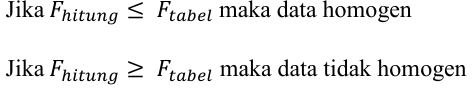 Jika F_hitung ≤ F_tabel maka data homogen
Jika F_hitung ≥ F_tabel maka data tidak homogen